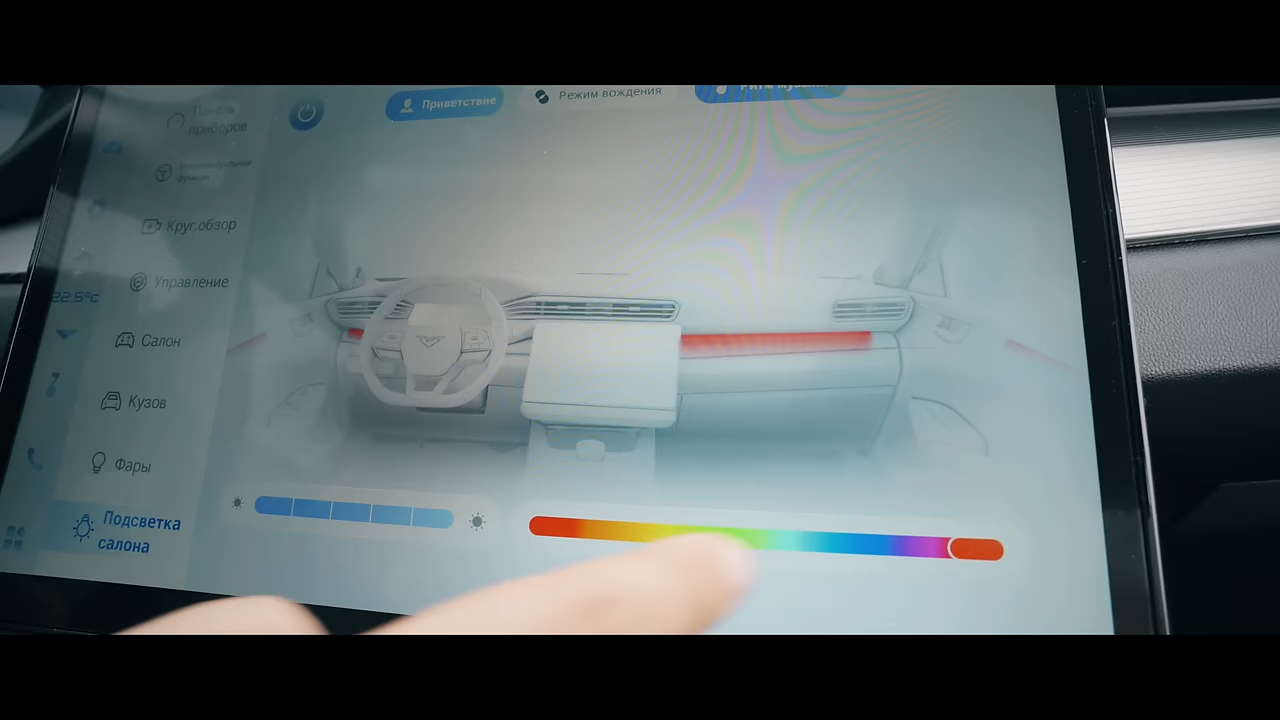 Приветствие
Режим вождения
Панель
приборов
Круг.обзор
Управление
22.5°C
Салон
Кузов
Фары
Подсветка
салона